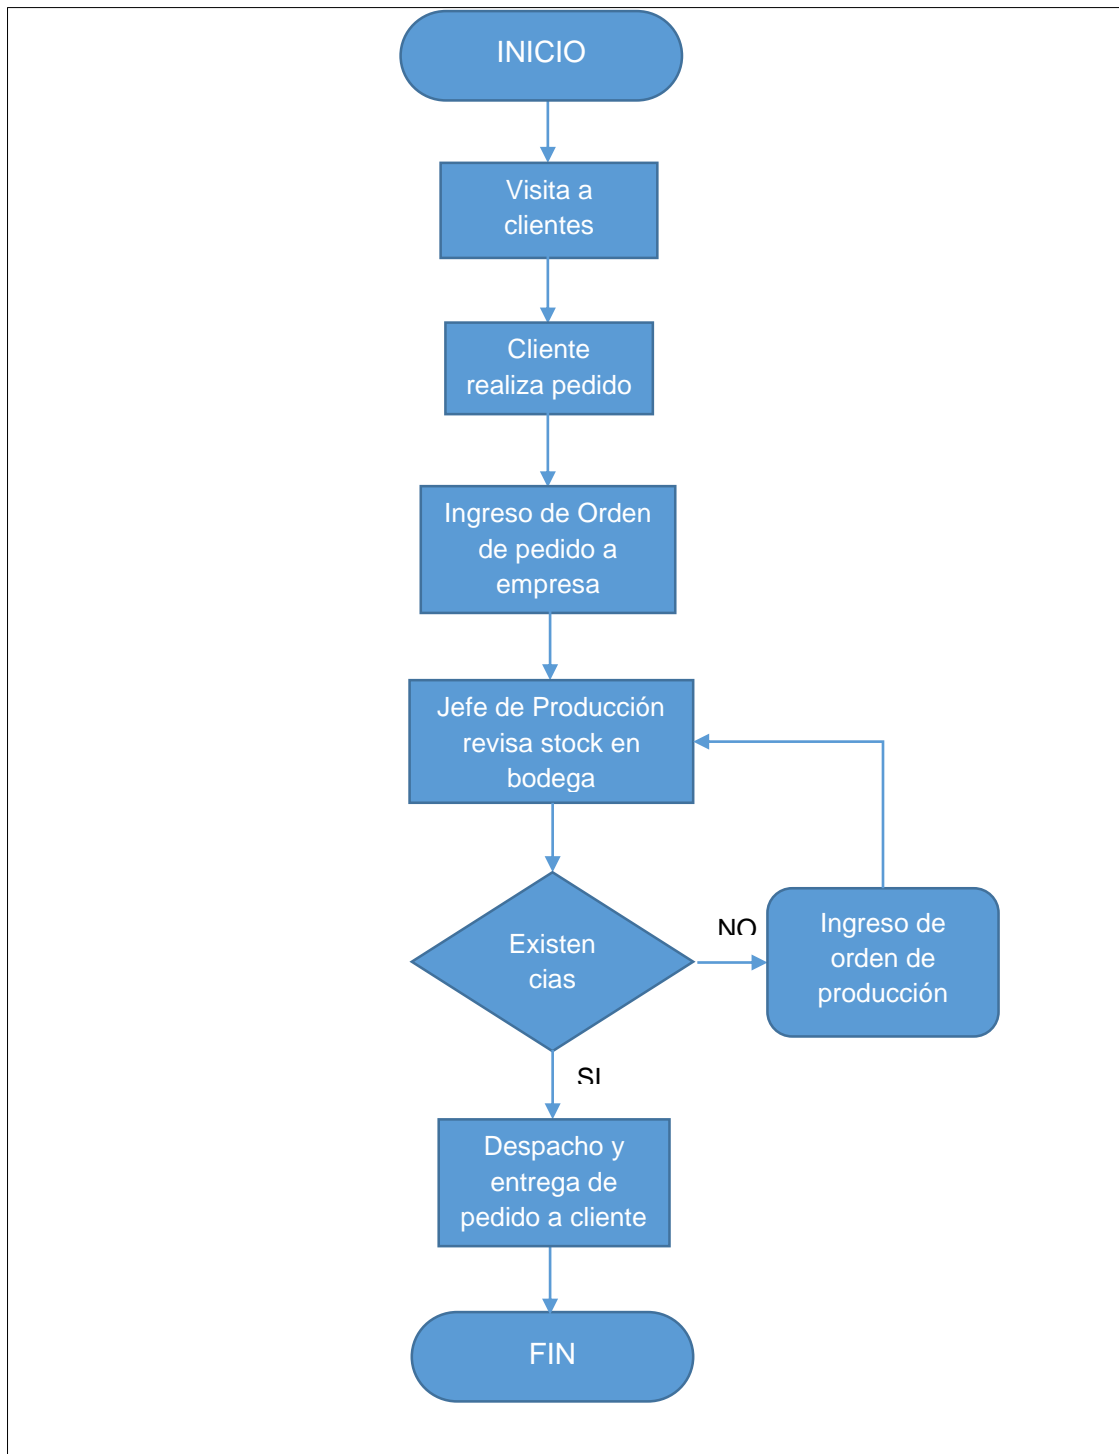 INICIO
Visita a
clientes
Cliente
realiza pedido
Ingreso de Orden
de pedido a
empresa
Jefe de Producción
revisa stock en
bodega
Existen
cias
NO
Ingreso de
orden de
producción
SI
Despacho y
entrega de
pedido a cliente
FIN